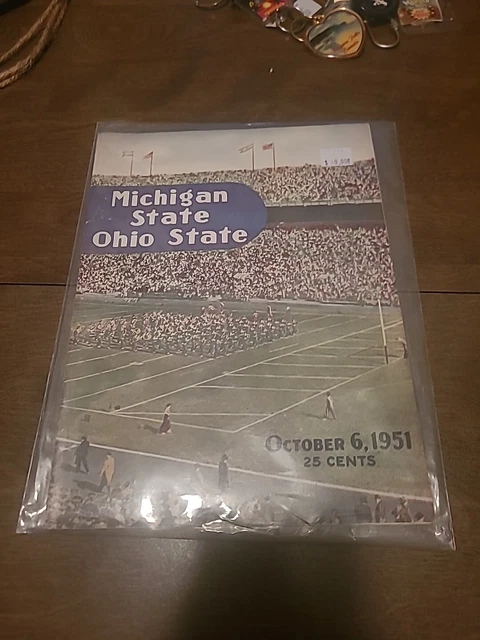 Michigan
State
Ohio State
October 6, 1951
25 CENTS